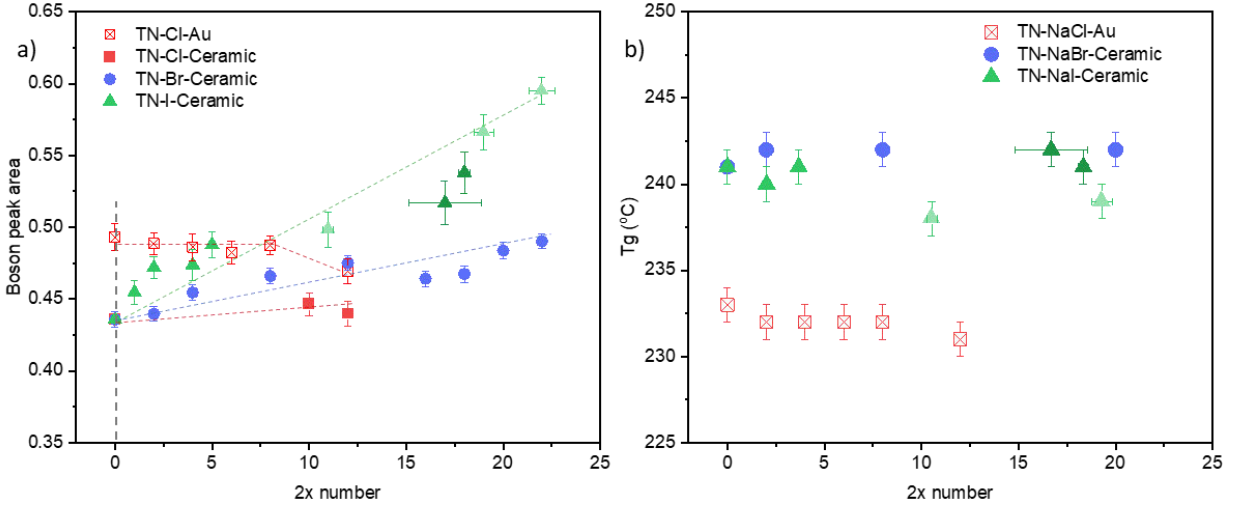 a)
TN-Cl-Au
TN-Cl-Ceramic
TN-Br-Ceramic
TN-I-Ceramic
Boson peak area
0.65
0.60
0.55
0.50
0.45
0.40
0.35
0 5 10 15 20 25
2x number
b)
TN-NaCl-Au
TN-NaBr-Ceramic
TN-NaI-Ceramic
Tg (°C)
250
245
240
235
230
225
0 5 10 15 20 25
2x number